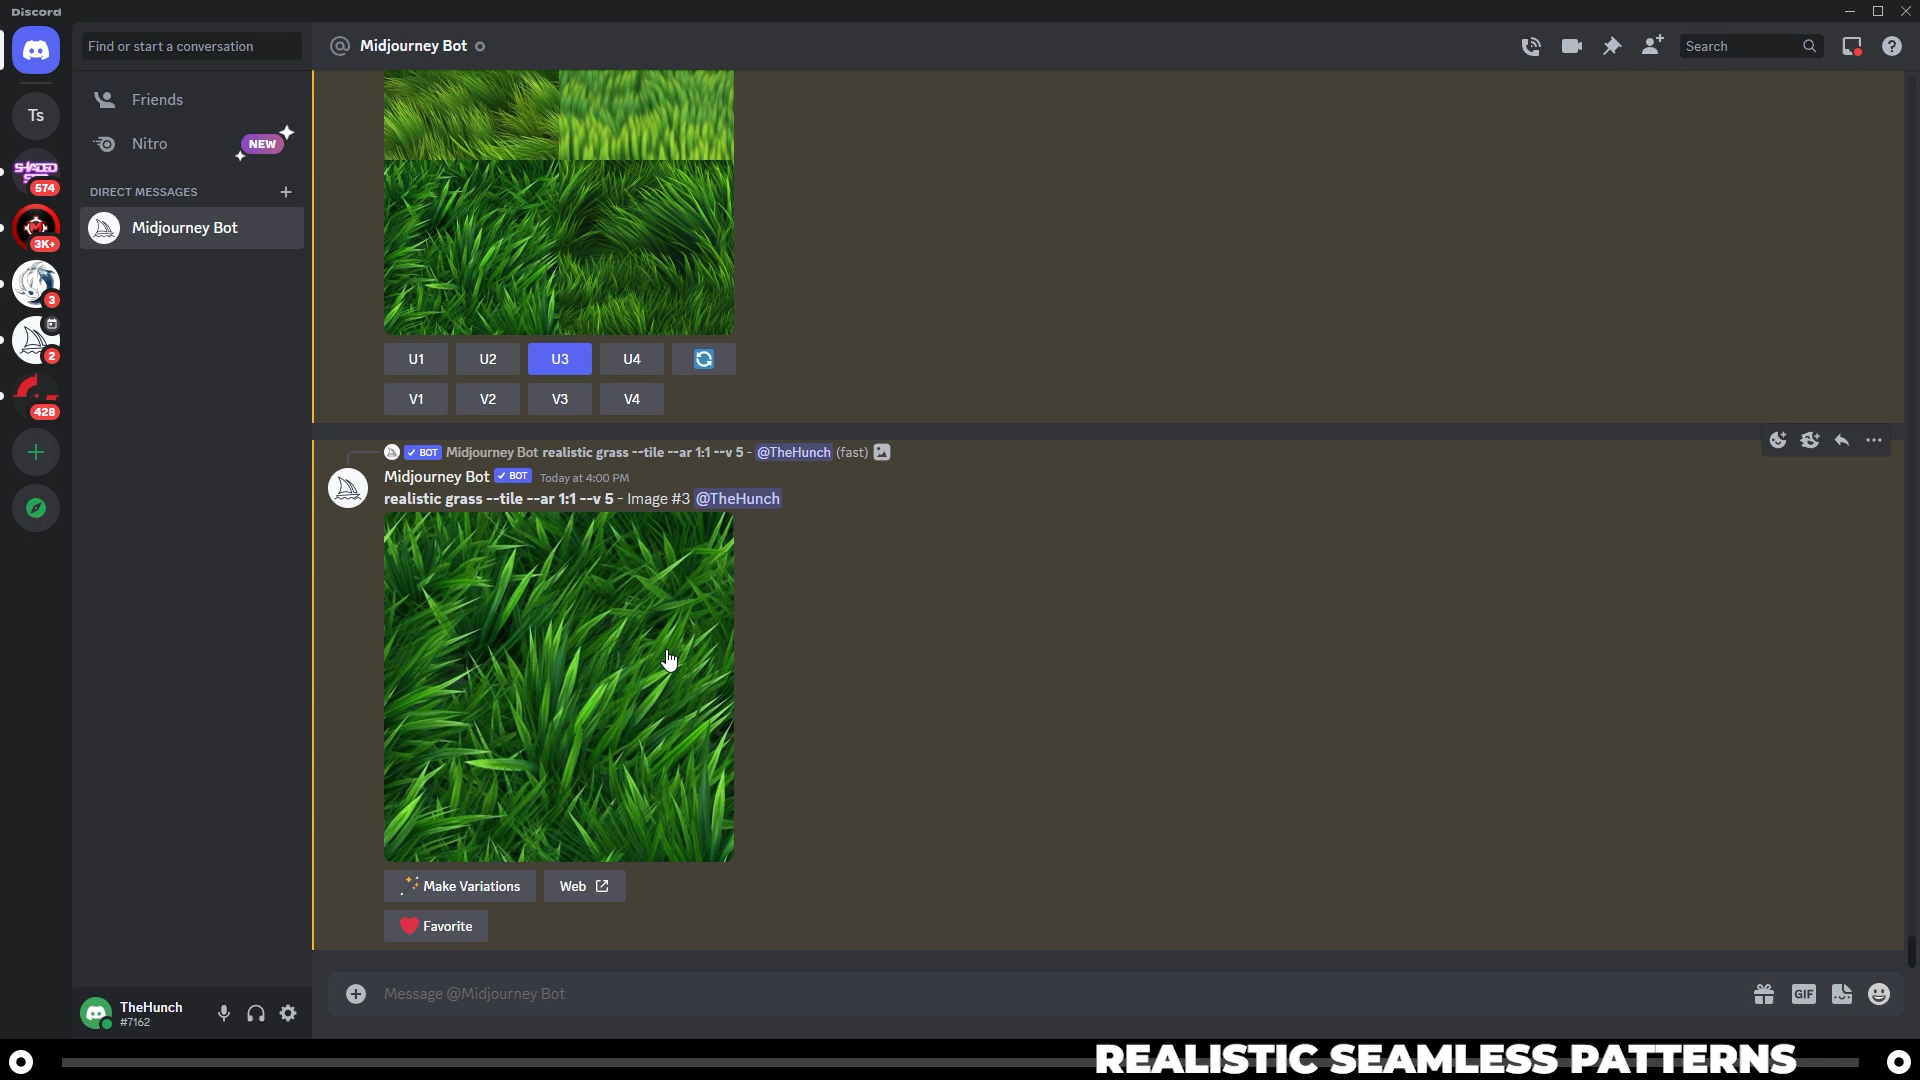 Discord
Find or start a conversation
Midjourney Bot
Search
Friends
Ts
Nitro
NEW
SHADED
574
DIRECT MESSAGES
Midjourney Bot
3K+
3
2
428
U1
U2
U3
U4
V1
V2
V3
V4
BOT Midjourney Bot realistic grass --tile --ar 1:1 --v 5 - @TheHunch (fast)
Midjourney Bot BOT Today at 4:00 PM
realistic grass --tile --ar 1:1 --v 5 - Image #3 @TheHunch
Make Variations
Web
Favorite
TheHunch
#7162
Message @Midjourney Bot
GIF
REALISTIC SEAMLESS PATTERNS